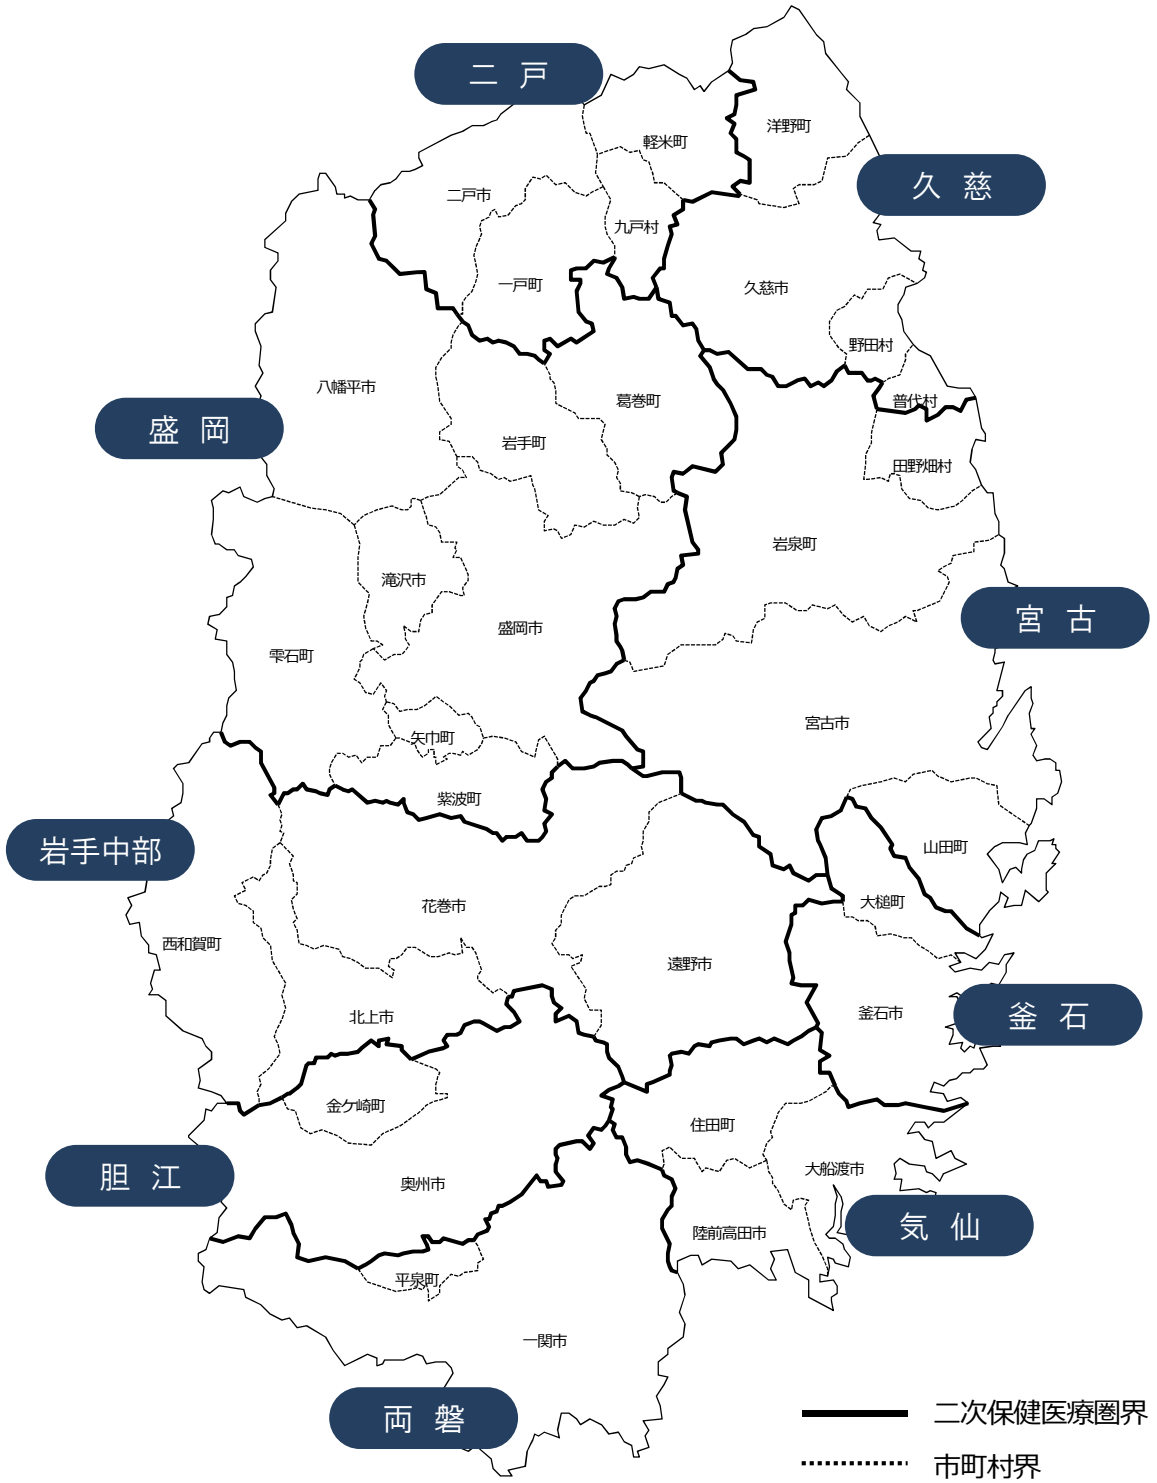 二戸
洋野町
軽米町
久慈
二戸市
九戸村
一戸町
久慈市
野田村
八幡平市
葛巻町
普代村
盛岡
岩手町
田野畑村
岩泉町
滝沢市
宮古
盛岡市
雫石町
宮古市
矢巾町
紫波町
岩手中部
山田町
花巻市
大槌町
西和賀町
遠野市
釜石
北上市
釜石市
金ケ崎町
住田町
胆江
大船渡市
奥州市
気仙
陸前高田市
平泉町
一関市
両磐
二次保健医療圏界
市町村界